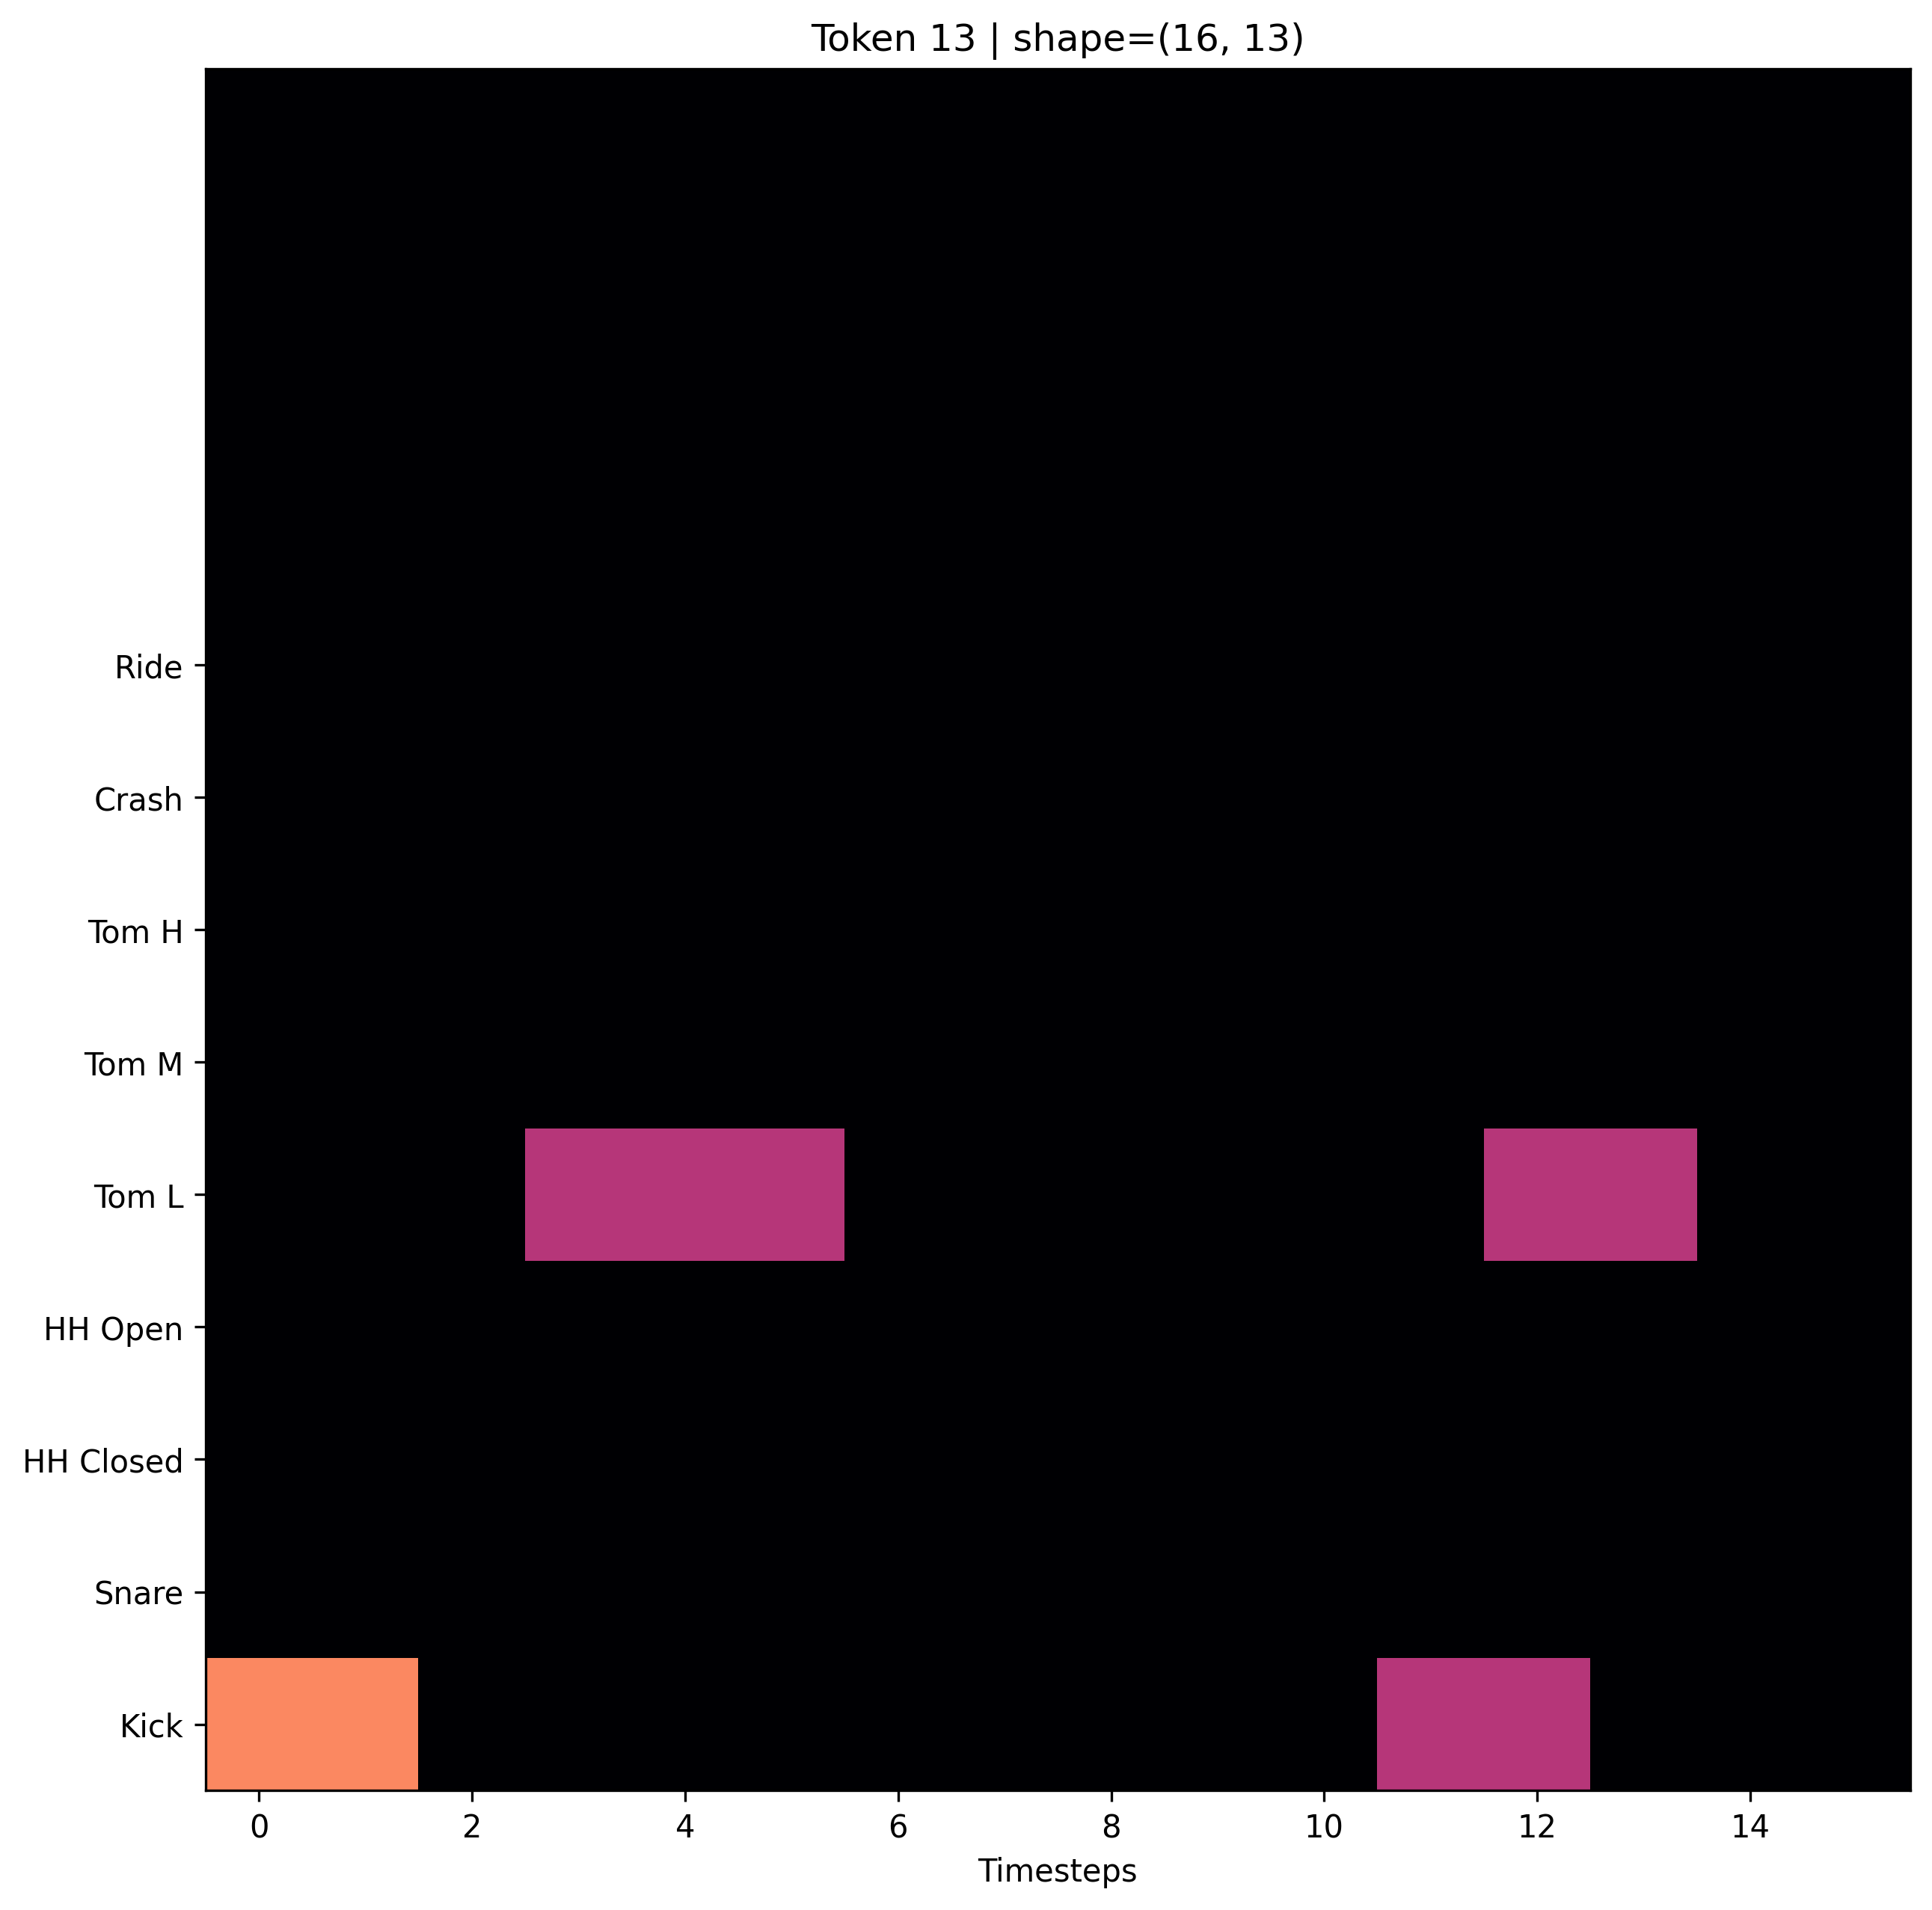 Token 13 | shape=(16, 13)
Ride
Crash
Tom H
Tom M
Tom L
HH Open
HH Closed
Snare
Kick
0 2 4 6 8 10 12 14
Timesteps